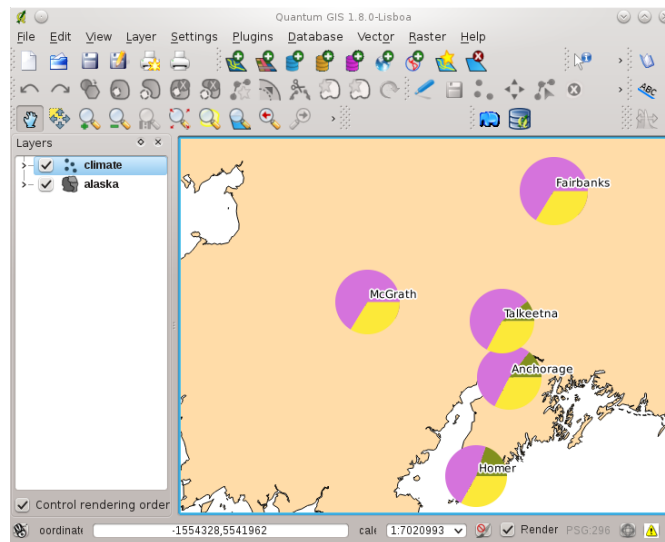 Quantum GIS 1.8.0-Lisboa
File Edit View Layer Settings Plugins Database Vector Raster Help
ABC
Layers
climate
alaska
Fairbanks
McGrath
Talkeetna
Anchorage
Homer
Control rendering order
oordinate
-1554328,5541962
cale
1:7020993
Render
PSG:296